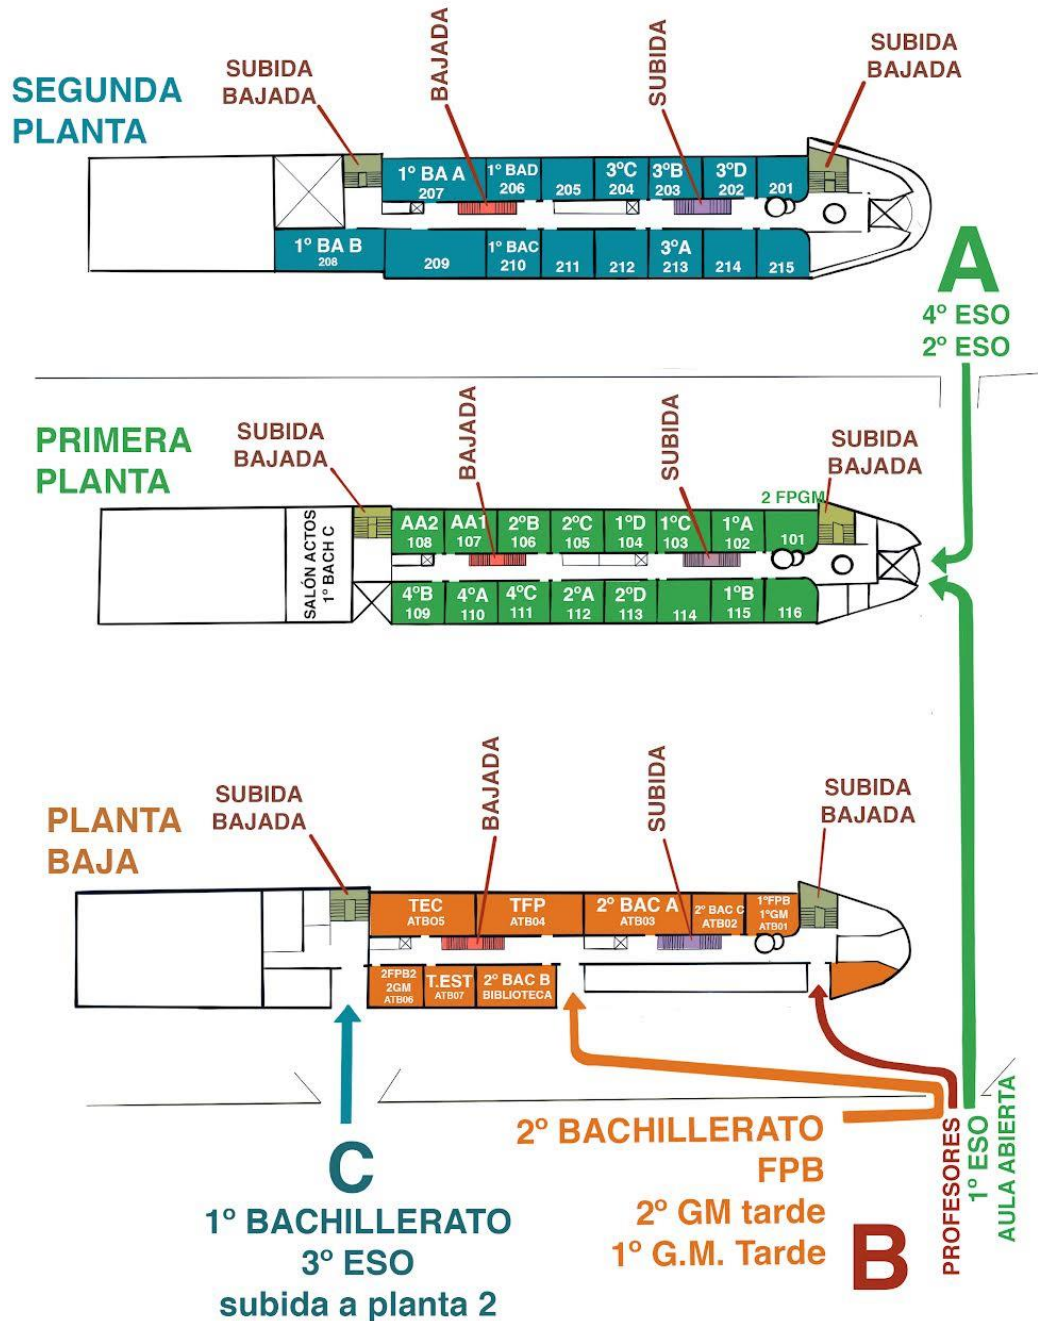 SEGUNDA
PLANTA
SUBIDA
BAJADA
BAJADA
SUBIDA
SUBIDA
BAJADA
1º BA A
207
1º BAD
206
205
3ºC
204
3ºB
203
3ºD
202
201
1º BA B
208
209
1º BAC
210
211
212
3ºA
213
214
215
A
4º ESO
2º ESO
PRIMERA
PLANTA
SUBIDA
BAJADA
BAJADA
SUBIDA
SUBIDA
BAJADA
2 FPGM
SALÓN ACTOS
1º BACH C
AA2
108
AA1
107
2ºB
106
2ºC
105
1ºD
104
1ºC
103
1ºA
102
101
4ºB
109
4ºA
110
4ºC
111
2ºA
112
2ºD
113
114
1ºB
115
116
PLANTA
BAJA
SUBIDA
BAJADA
BAJADA
SUBIDA
SUBIDA
BAJADA
TEC
ATBO5
TFP
ATB04
2º BAC A
ATB03
2º BAC C
ATB02
1ºFPB
1ºGM
ATB01
2FPB2
2GM
ATB06
T.EST
ATB07
2º BAC B
BIBLIOTECA
C
1º BACHILLERATO
3º ESO
subida a planta 2
2º BACHILLERATO
FPB
2º GM tarde
1º G.M. Tarde
B
PROFESORES
1º ESO
AULA ABIERTA